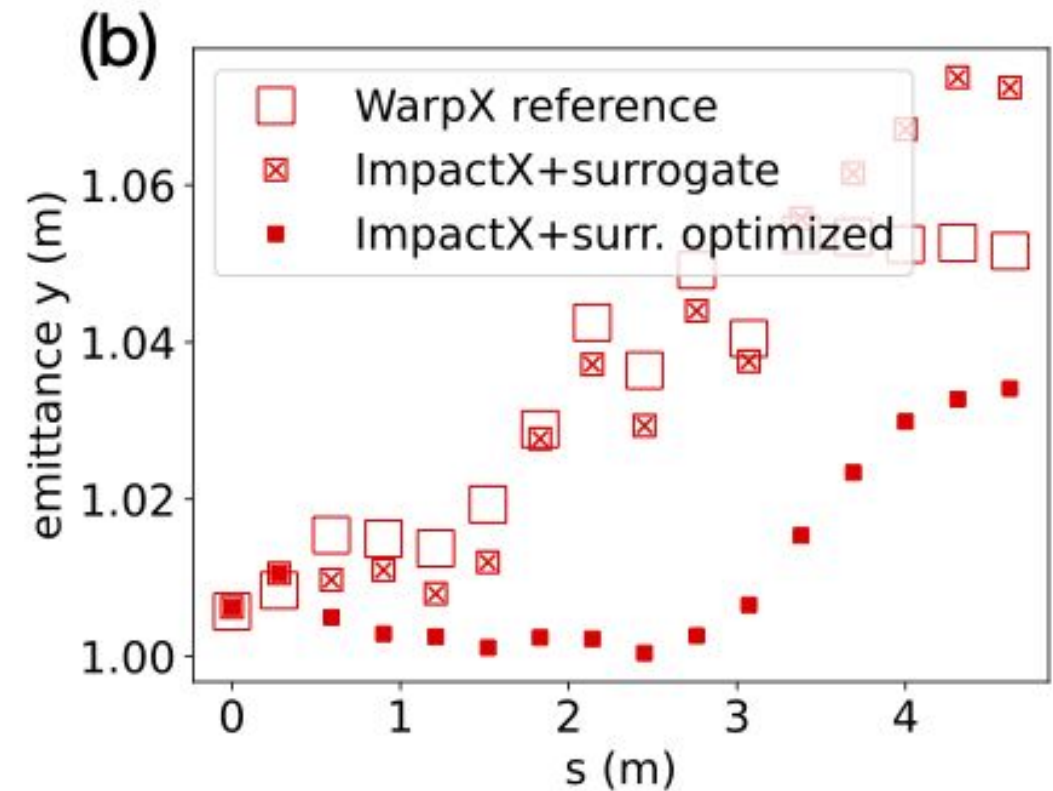 (b)
WarpX reference
ImpactX+surrogate
ImpactX+surr. optimized
emittance y (m)
1.06
1.04
1.02
1.00
0 1 2 3 4
s (m)